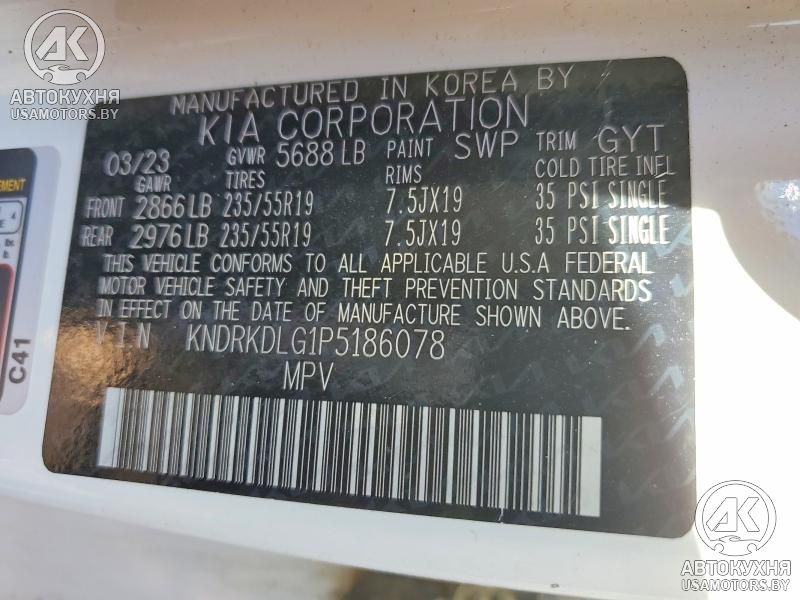 АК
АВТОКУХНЯ
USAMOTORS.BY
MANUFACTURED IN KOREA BY
KIA CORPORATION
03/23 GVWR 5688 LB PAINT SWP TRIM GYT
GAWR TIRES RIMS COLD TIRE INFL
FRONT 2866 LB 235/55R19 7.5JX19 35 PSI SINGLE
REAR 2976 LB 235/55R19 7.5JX19 35 PSI SINGLE
THIS VEHICLE CONFORMS TO ALL APPLICABLE U.S.A FEDERAL
MOTOR VEHICLE SAFETY AND THEFT PREVENTION STANDARDS
IN EFFECT ON THE DATE OF MANUFACTURE SHOWN ABOVE.
VIN KNDRKDLG1P5186078
MPV
C41
АК
АВТОКУХНЯ
USAMOTORS.BY